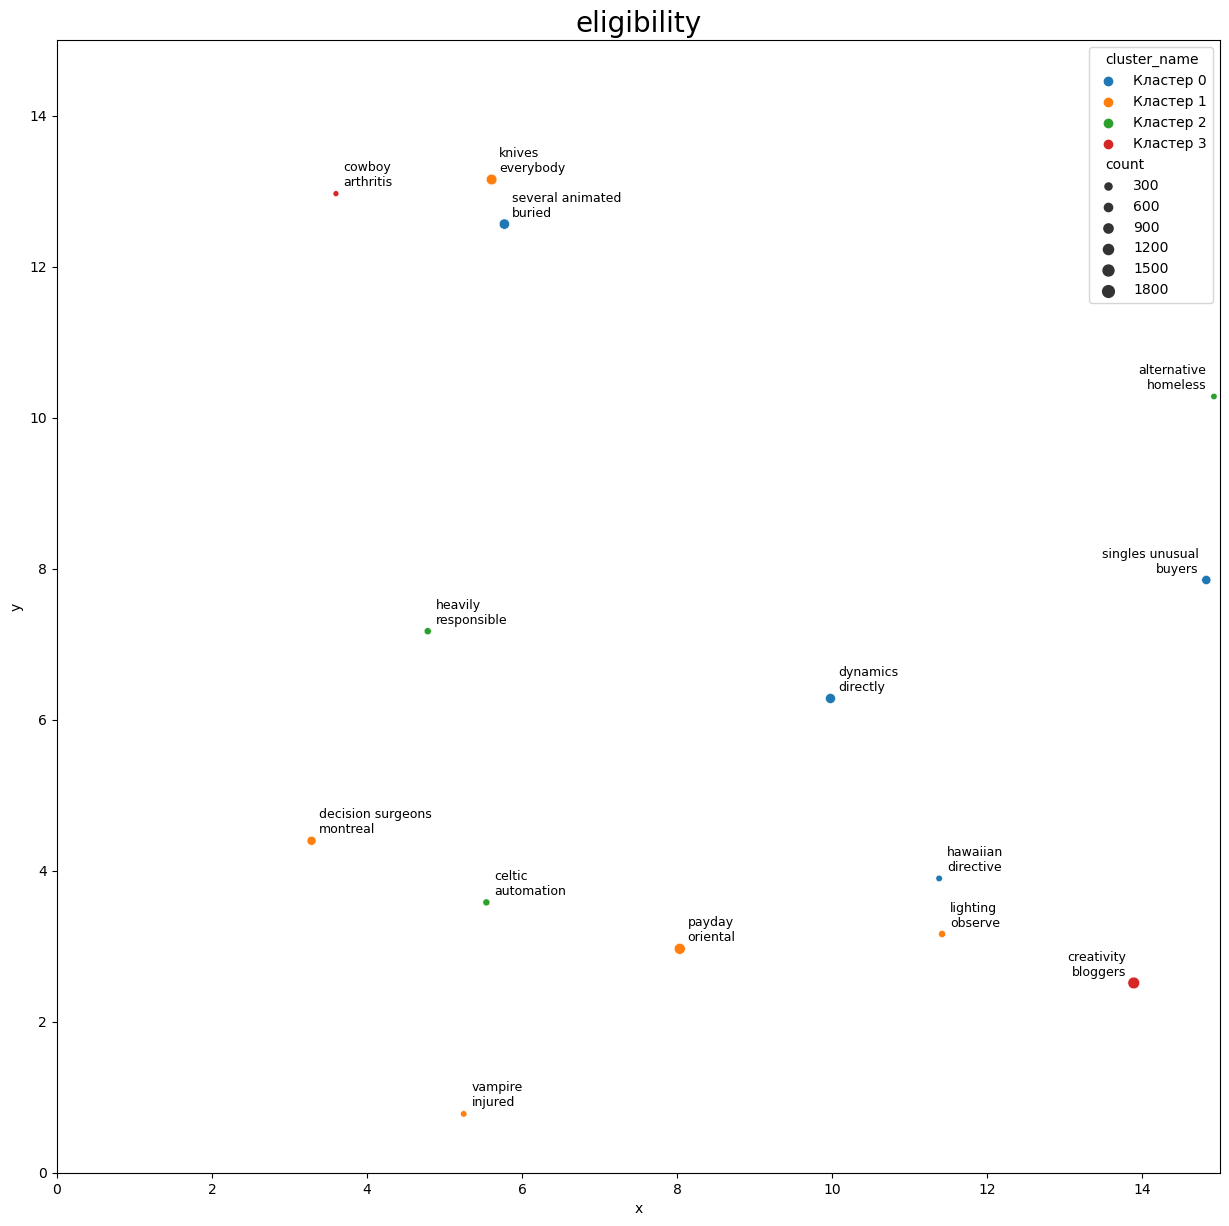 eligibility
cluster_name
Кластер 0
Кластер 1
Кластер 2
Кластер 3
count
300
600
900
1200
1500
1800
cowboy
arthritis
knives
everybody
several animated
buried
alternative
homeless
singles unusual
buyers
heavily
responsible
dynamics
directly
decision surgeons
montreal
hawaiian
directive
celtic
automation
lighting
observe
payday
oriental
creativity
bloggers
vampire
injured
14
12
10
8
6
4
2
0
y
0 2 4 6 8 10 12 14
x